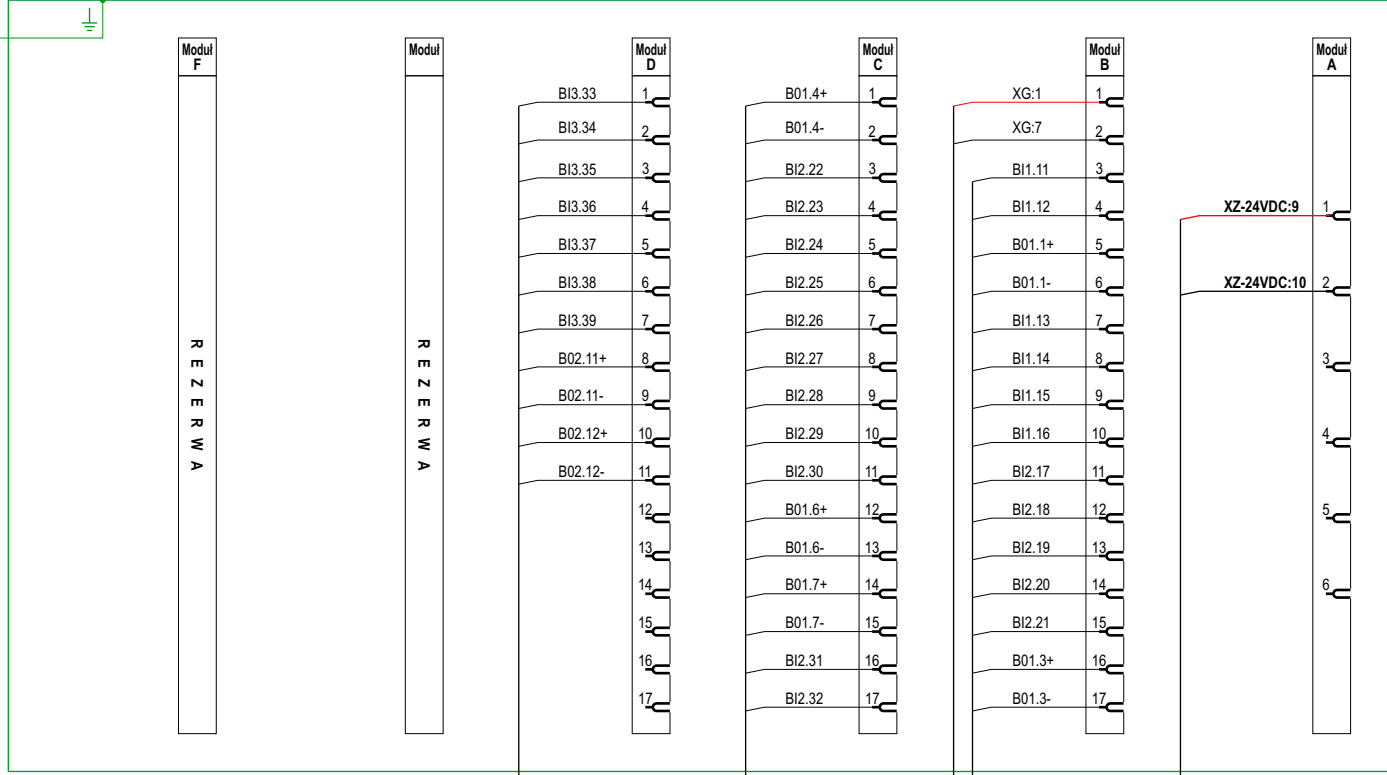 Moduł
F
R E Z E R W A
Moduł
R E Z E R W A
Moduł
D
BI3.33 1
BI3.34 2
BI3.35 3
BI3.36 4
BI3.37 5
BI3.38 6
BI3.39 7
B02.11+ 8
B02.11- 9
B02.12+ 10
B02.12- 11
12
13
14
15
16
17
Moduł
C
B01.4+ 1
B01.4- 2
BI2.22 3
BI2.23 4
BI2.24 5
BI2.25 6
BI2.26 7
BI2.27 8
BI2.28 9
BI2.29 10
BI2.30 11
B01.6+ 12
B01.6- 13
B01.7+ 14
B01.7- 15
BI2.31 16
BI2.32 17
Moduł
B
XG:1 1
XG:7 2
BI1.11 3
BI1.12 4
B01.1+ 5
B01.1- 6
BI1.13 7
BI1.14 8
BI1.15 9
BI1.16 10
BI2.17 11
BI2.18 12
BI2.19 13
BI2.20 14
BI2.21 15
B01.3+ 16
B01.3- 17
Moduł
A
XZ-24VDC:9 1
XZ-24VDC:10 2
3
4
5
6